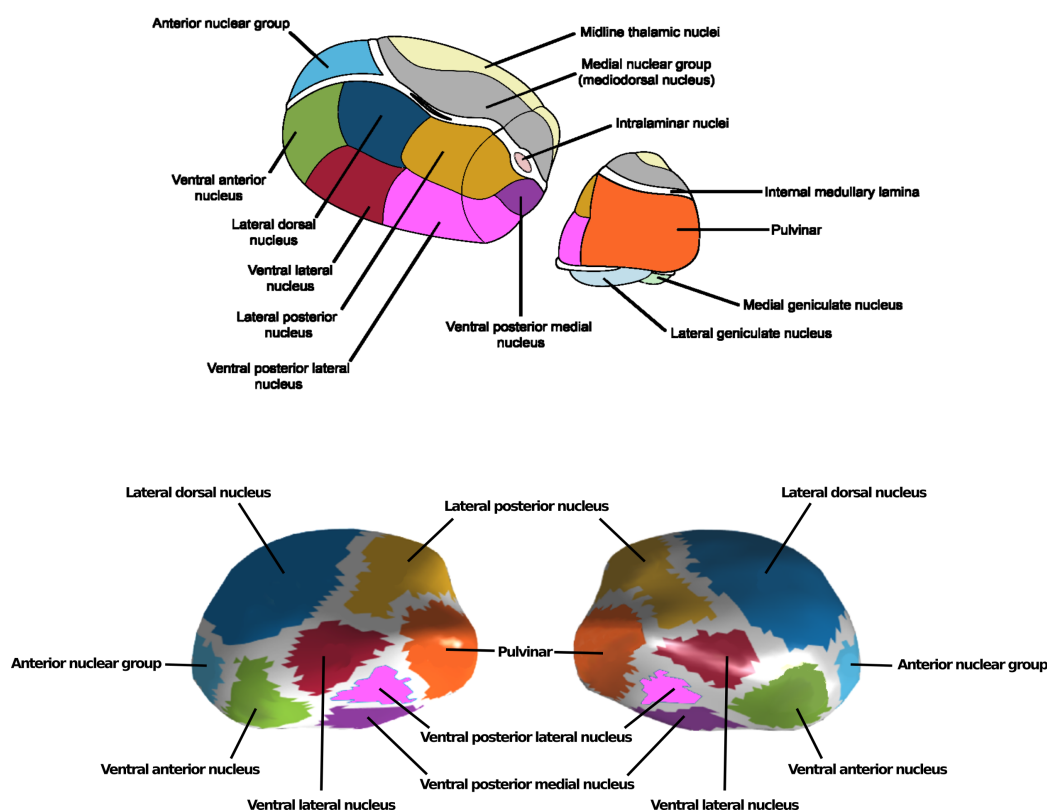 Anterior nuclear group
Midline thalamic nuclei
Medial nuclear group
(mediodorsal nucleus)
Intralaminar nuclei
Ventral anterior
nucleus
Internal medullary lamina
Lateral dorsal
nucleus
Pulvinar
Ventral lateral
nucleus
Medial geniculate nucleus
Lateral posterior
nucleus
Ventral posterior medial
nucleus
Lateral geniculate nucleus
Ventral posterior lateral
nucleus
Lateral dorsal nucleus
Lateral dorsal nucleus
Lateral posterior nucleus
Anterior nuclear group
Pulvinar
Anterior nuclear group
Ventral posterior lateral nucleus
Ventral anterior nucleus
Ventral anterior nucleus
Ventral posterior medial nucleus
Ventral lateral nucleus
Ventral lateral nucleus